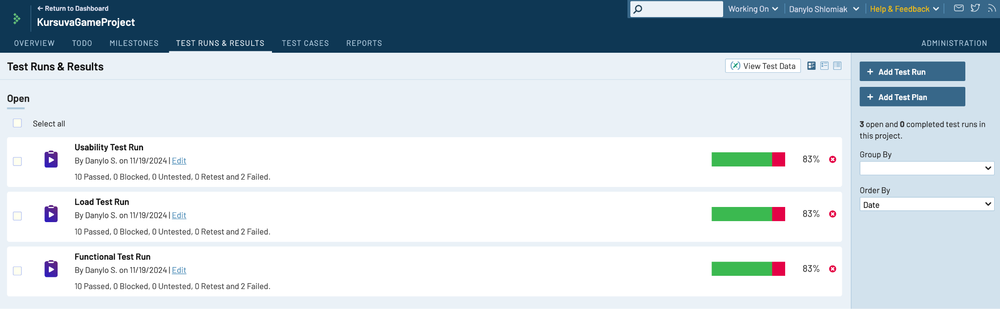 ← Return to Dashboard
KursuvaGameProject
Working On
Danylo Shlomiak
Help & Feedback
OVERVIEW
TODO
MILESTONES
TEST RUNS & RESULTS
TEST CASES
REPORTS
ADMINISTRATION
Test Runs & Results
View Test Data
Open
Select all
Usability Test Run
By Danylo S. on 11/19/2024 | Edit
10 Passed, 0 Blocked, 0 Untested, 0 Retest and 2 Failed.
83%
Load Test Run
By Danylo S. on 11/19/2024 | Edit
10 Passed, 0 Blocked, 0 Untested, 0 Retest and 2 Failed.
83%
Functional Test Run
By Danylo S. on 11/19/2024 | Edit
10 Passed, 0 Blocked, 0 Untested, 0 Retest and 2 Failed.
83%
+ Add Test Run
+ Add Test Plan
3 open and 0 completed test runs in
this project.
Group By
Order By
Date